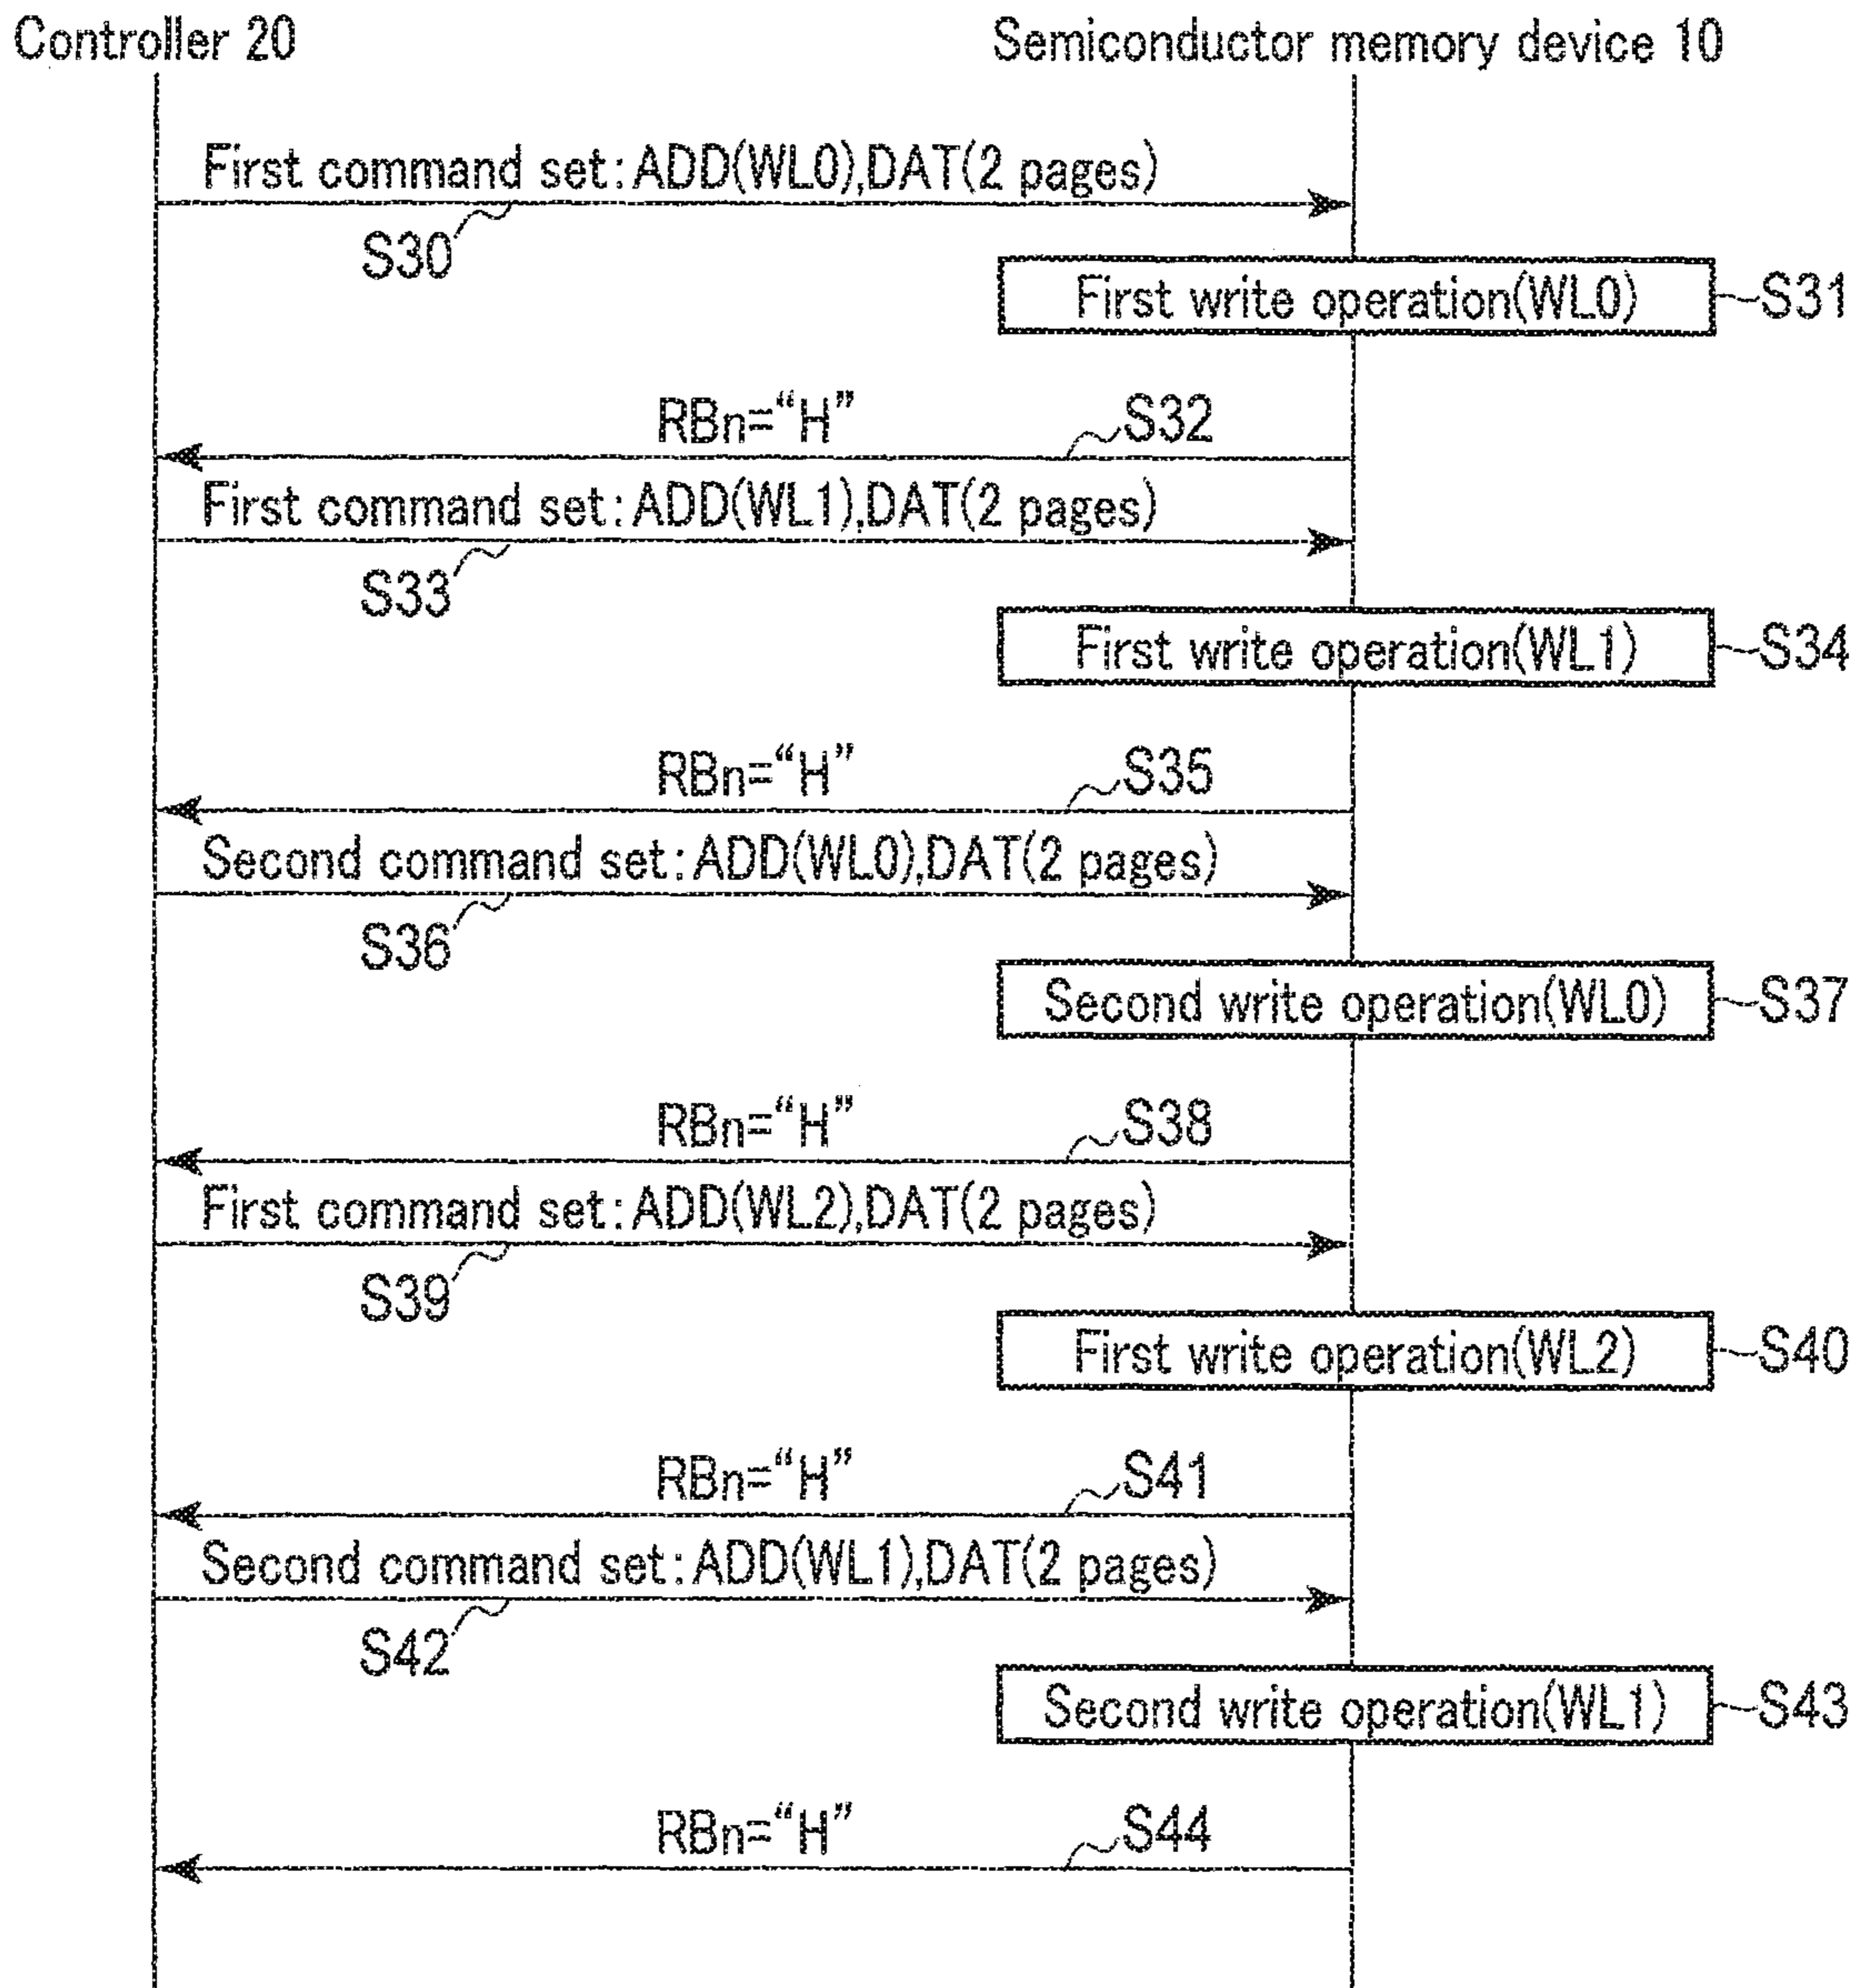 Controller 20
Semiconductor memory device 10
First command set:ADD(WL0),DAT(2 pages)
S30
First write operation(WL0)
S31
RBn=“H”
S32
First command set:ADD(WL1),DAT(2 pages)
S33
First write operation(WL1)
S34
RBn=“H”
S35
Second command set:ADD(WL0),DAT(2 pages)
S36
Second write operation(WL0)
S37
RBn=“H”
S38
First command set:ADD(WL2),DAT(2 pages)
S39
First write operation(WL2)
S40
RBn=“H”
S41
Second command set:ADD(WL1),DAT(2 pages)
S42
Second write operation(WL1)
S43
RBn=“H”
S44